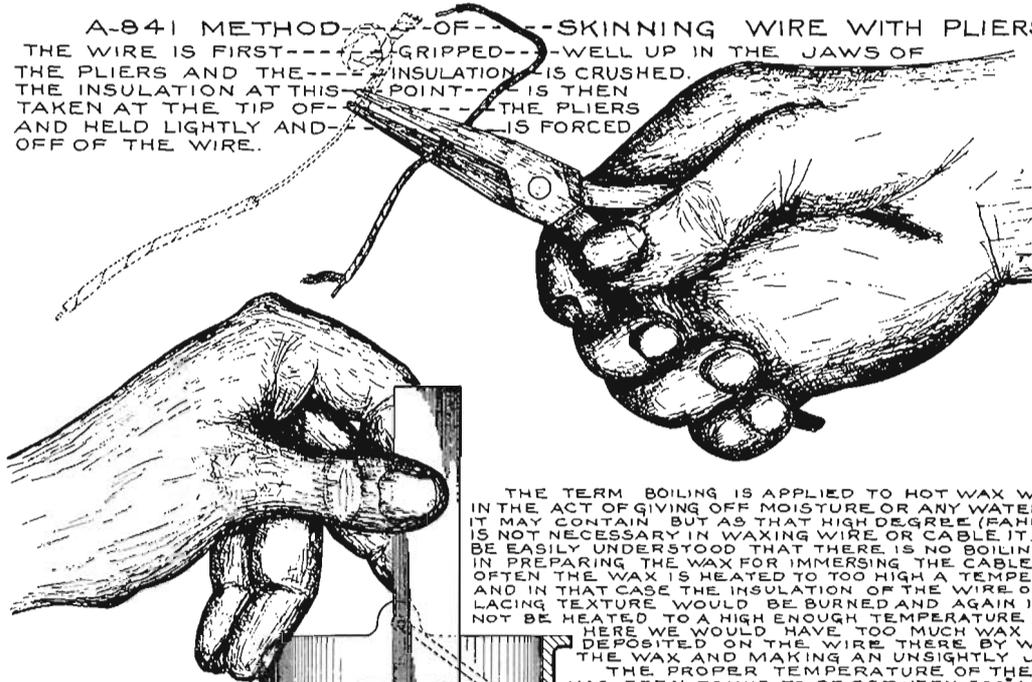 A-841 METHOD OF SKINNING WIRE WITH PLIERS
THE WIRE IS FIRST GRIPPED WELL UP IN THE JAWS OF
THE PLIERS AND THE INSULATION IS CRUSHED.
THE INSULATION AT THIS POINT IS THEN
TAKEN AT THE TIP OF THE PLIERS
AND HELD LIGHTLY AND IS FORCED
OFF OF THE WIRE.
THE TERM BOILING IS APPLIED TO HOT WAX
IN THE ACT OF GIVING OFF MOISTURE OR ANY
IT MAY CONTAIN BUT AS THAT HIGH DEGREE
IS NOT NECESSARY IN WAXING WIRE OR CABLE IT
BE EASILY UNDERSTOOD THAT THERE IS NO
IN PREPARING THE WAX FOR IMMERSING THE CABLE
OFTEN THE WAX IS HEATED TO TOO HIGH A
AND IN THAT CASE THE INSULATION OF THE WIRE
LACING TEXTURE WOULD BE BURNED AND AGAIN
NOT BE HEATED TO A HIGH ENOUGH TEMPERATURE
HERE WE WOULD HAVE TOO MUCH WAX
DEPOSITED ON THE WIRE THERE BY
THE WAX AND MAKING AN UNSIGHTLY
THE PROPER TEMPERATURE OF THE